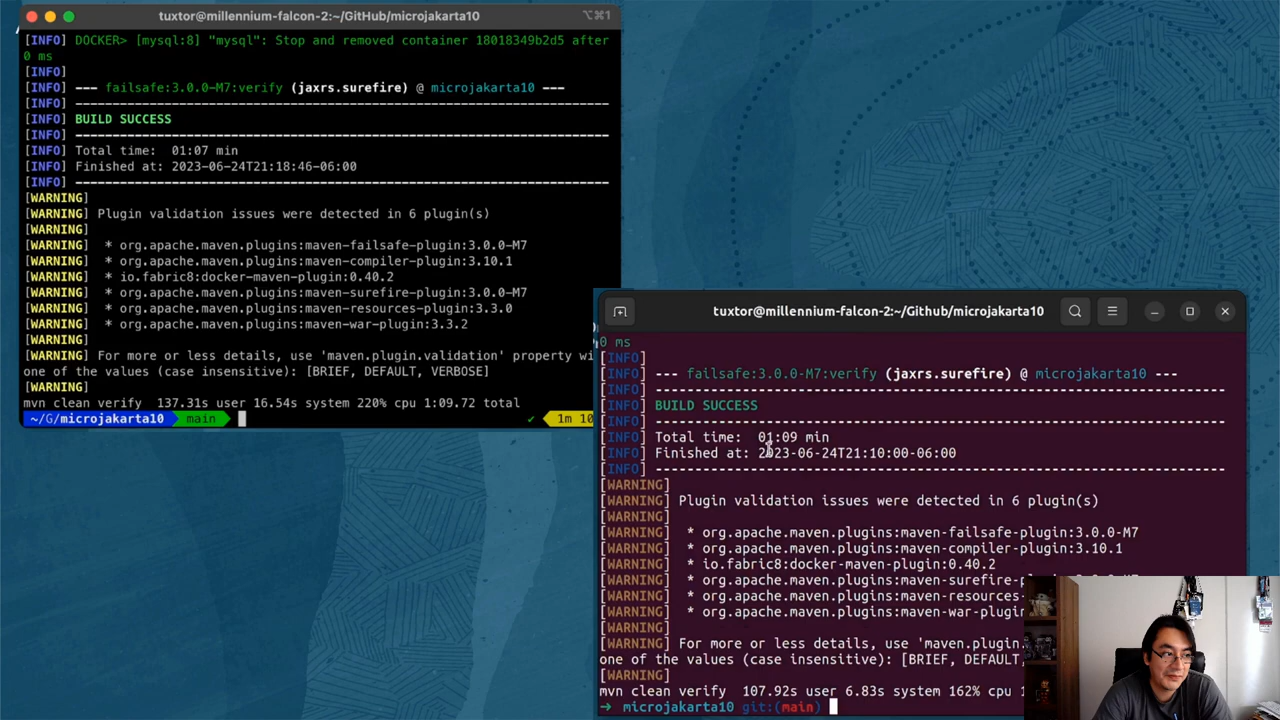 tuxtor@millennium-falcon-2:~/GitHub/microjakarta10
⌥⌘1
[INFO] DOCKER> [mysql:8] "mysql": Stop and removed container 18018349b2d5 after
0 ms
[INFO]
[INFO] --- failsafe:3.0.0-M7:verify (jaxrs.surefire) @ microjakarta10 ---
[INFO] ------------------------------------------------------------------------
[INFO] BUILD SUCCESS
[INFO] ------------------------------------------------------------------------
[INFO] Total time:  01:07 min
[INFO] Finished at: 2023-06-24T21:18:46-06:00
[INFO] ------------------------------------------------------------------------
[WARNING]
[WARNING] Plugin validation issues were detected in 6 plugin(s)
[WARNING]
[WARNING]  * org.apache.maven.plugins:maven-failsafe-plugin:3.0.0-M7
[WARNING]  * org.apache.maven.plugins:maven-compiler-plugin:3.10.1
[WARNING]  * io.fabric8:docker-maven-plugin:0.40.2
[WARNING]  * org.apache.maven.plugins:maven-surefire-plugin:3.0.0-M7
[WARNING]  * org.apache.maven.plugins:maven-resources-plugin:3.3.0
[WARNING]  * org.apache.maven.plugins:maven-war-plugin:3.3.2
[WARNING]
[WARNING] For more or less details, use 'maven.plugin.validation' property wi
one of the values (case insensitive): [BRIEF, DEFAULT, VERBOSE]
[WARNING]
mvn clean verify  137.31s user 16.54s system 220% cpu 1:09.72 total
~/G/microjakarta10 main ✔ 1m 10
tuxtor@millennium-falcon-2:~/Github/microjakarta10
0 ms
[INFO]
[INFO] --- failsafe:3.0.0-M7:verify (jaxrs.surefire) @ microjakarta10 ---
[INFO] ------------------------------------------------------------------------
[INFO] BUILD SUCCESS
[INFO] ------------------------------------------------------------------------
[INFO] Total time:  01:09 min
[INFO] Finished at: 2023-06-24T21:10:00-06:00
[INFO] ------------------------------------------------------------------------
[WARNING]
[WARNING] Plugin validation issues were detected in 6 plugin(s)
[WARNING]
[WARNING]  * org.apache.maven.plugins:maven-failsafe-plugin:3.0.0-M7
[WARNING]  * org.apache.maven.plugins:maven-compiler-plugin:3.10.1
[WARNING]  * io.fabric8:docker-maven-plugin:0.40.2
[WARNING]  * org.apache.maven.plugins:maven-surefire-p
[WARNING]  * org.apache.maven.plugins:maven-resources-
[WARNING]  * org.apache.maven.plugins:maven-war-plugin
[WARNING]
[WARNING] For more or less details, use 'maven.plugin.
one of the values (case insensitive): [BRIEF, DEFAULT,
[WARNING]
mvn clean verify  107.92s user 6.83s system 162% cpu
➜ microjakarta10 git:(main)